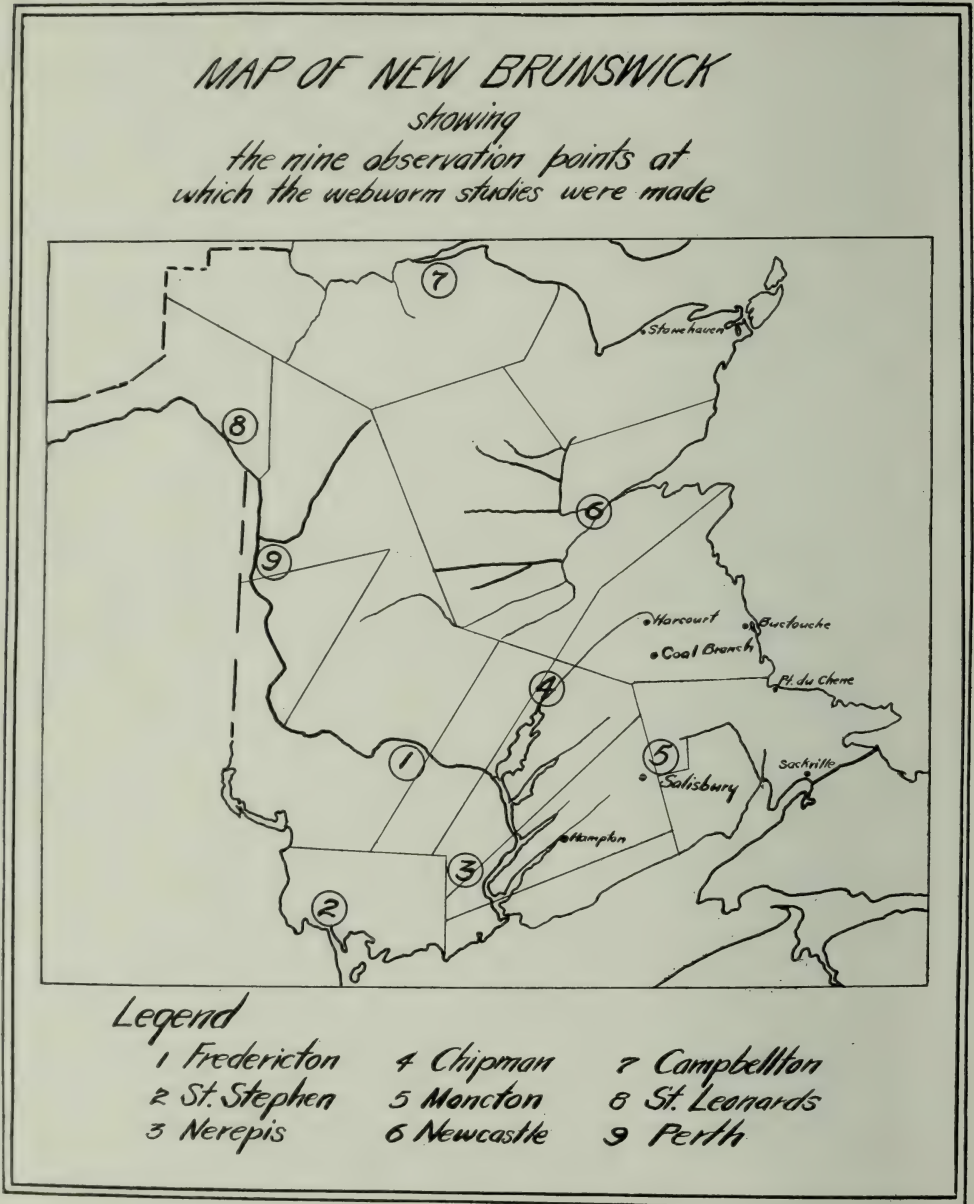 MAP OF NEW BRUNSWICK
showing
the nine observation points at
which the webworm studies were made
7
Stonehaven
8
6
9
Harcourt
Buctouche
Coal Branch
4
Pt. du Chene
1
5
Sackville
Salisbury
Hampton
3
2
Legend
1 Fredericton 4 Chipman 7 Campbellton
2 St. Stephen 5 Moncton 8 St. Leonards
3 Nerepis 6 Newcastle 9 Perth